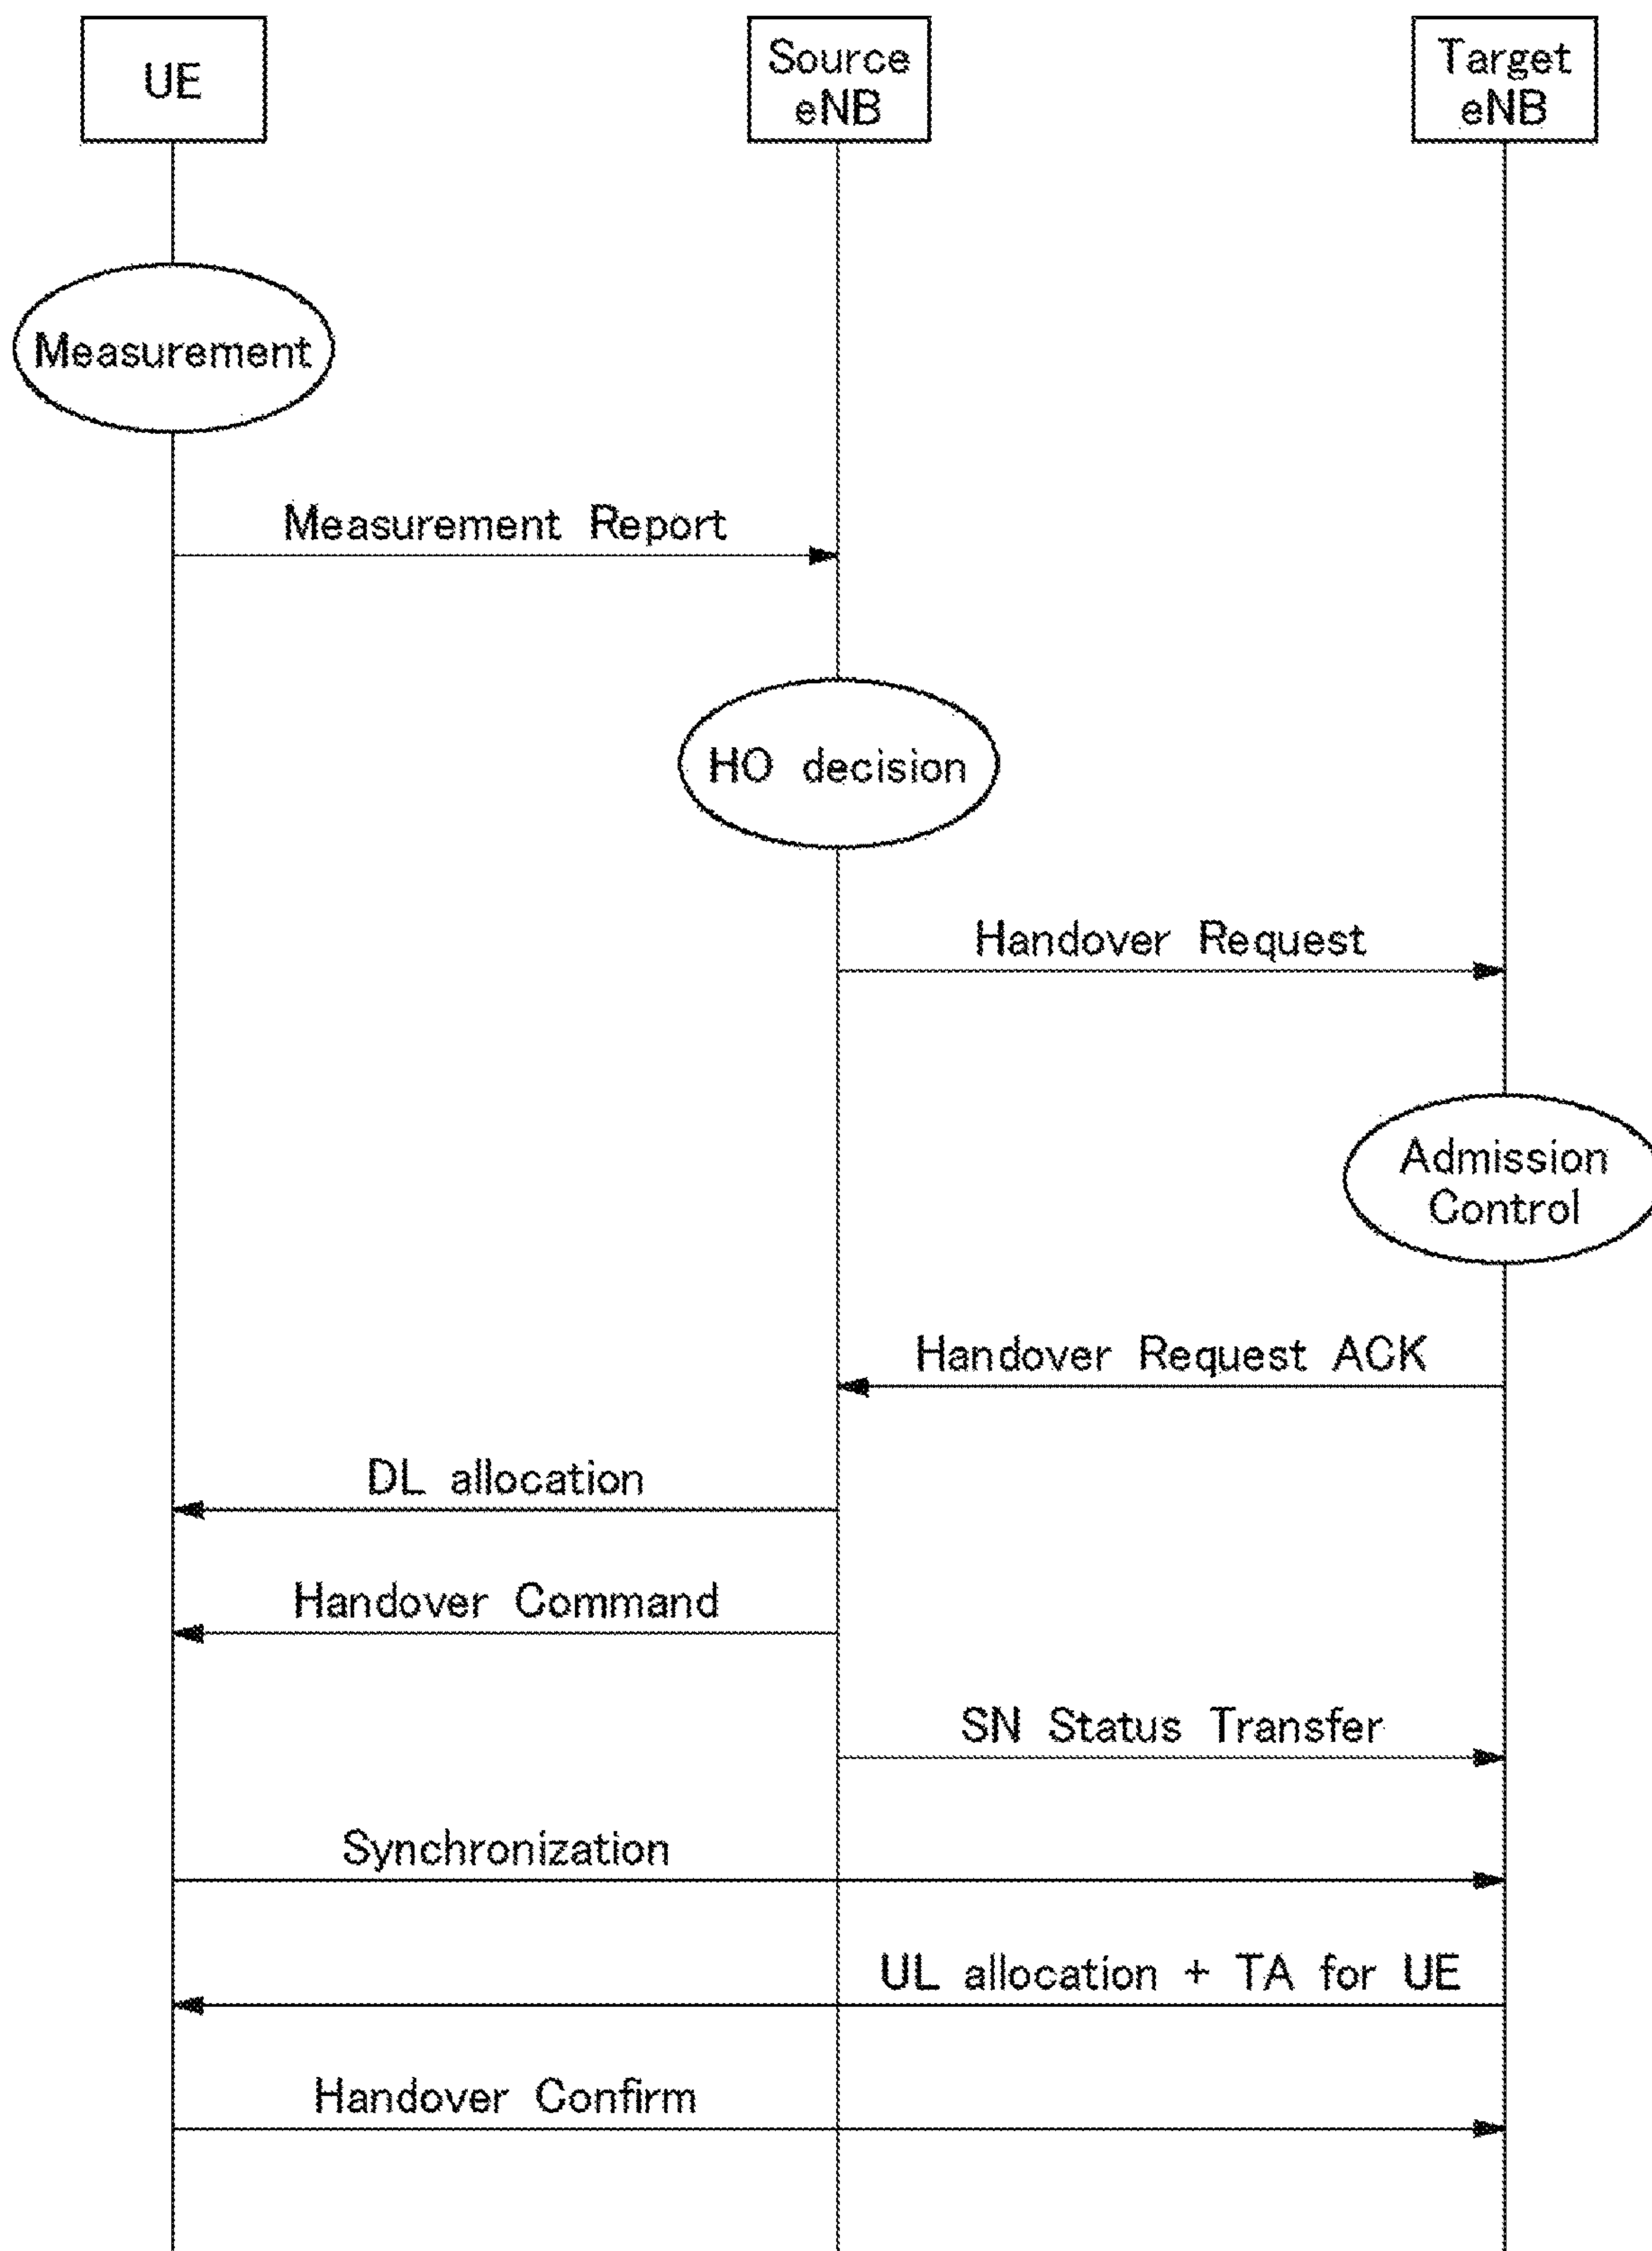 UE
Source
eNB
Target
eNB
Measurement
Measurement Report
HO decision
Handover Request
Admission
Control
Handover Request ACK
DL allocation
Handover Command
SN Status Transfer
Synchronization
UL allocation + TA for UE
Handover Confirm